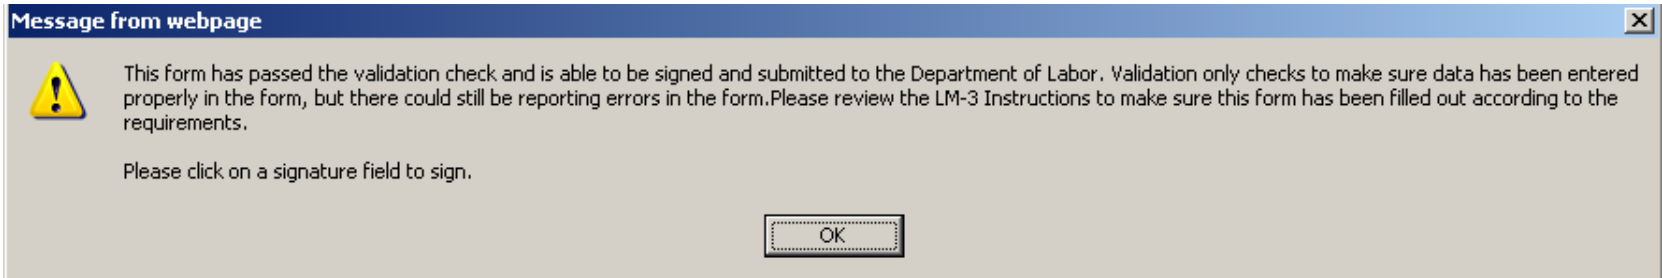 Message from webpage
This form has passed the validation check and is able to be signed and submitted to the Department of Labor. Validation only checks to make sure data has been entered
properly in the form, but there could still be reporting errors in the form.Please review the LM-3 Instructions to make sure this form has been filled out according to the
requirements.
Please click on a signature field to sign.
OK